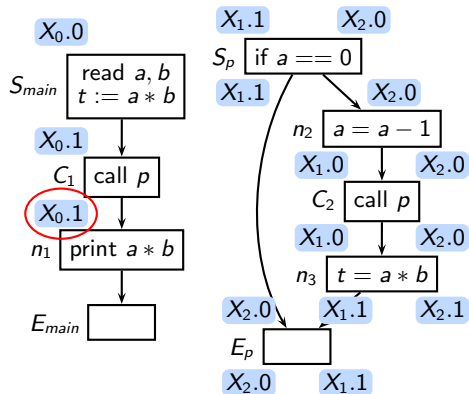 X₀.0
S_main
read a, b
t := a ∗ b
X₀.1
C₁ call p
X₀.1
n₁ print a ∗ b
E_main
X₁.1 X₂.0
S_p if a == 0
X₁.1 X₂.0
n₂ a = a − 1
X₁.0 X₂.0
C₂ call p
X₁.0 X₂.0
n₃ t = a ∗ b
X₂.0 X₁.1 X₂.1
E_p
X₂.0 X₁.1